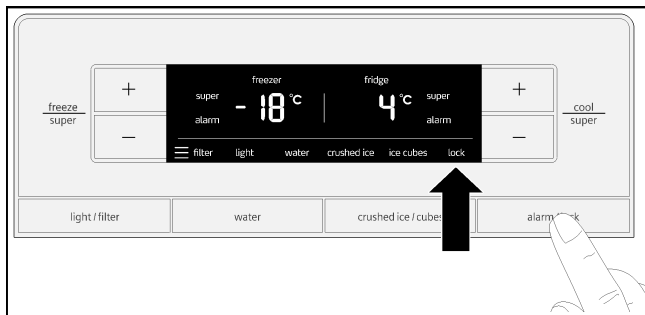 freezer fridge
super - 18 °C 4 °C super
alarm alarm
filter light water crushed ice ice cubes lock
+ +
- -
freeze
super
cool
super
light / filter water crushed ice / cubes alarm / lock